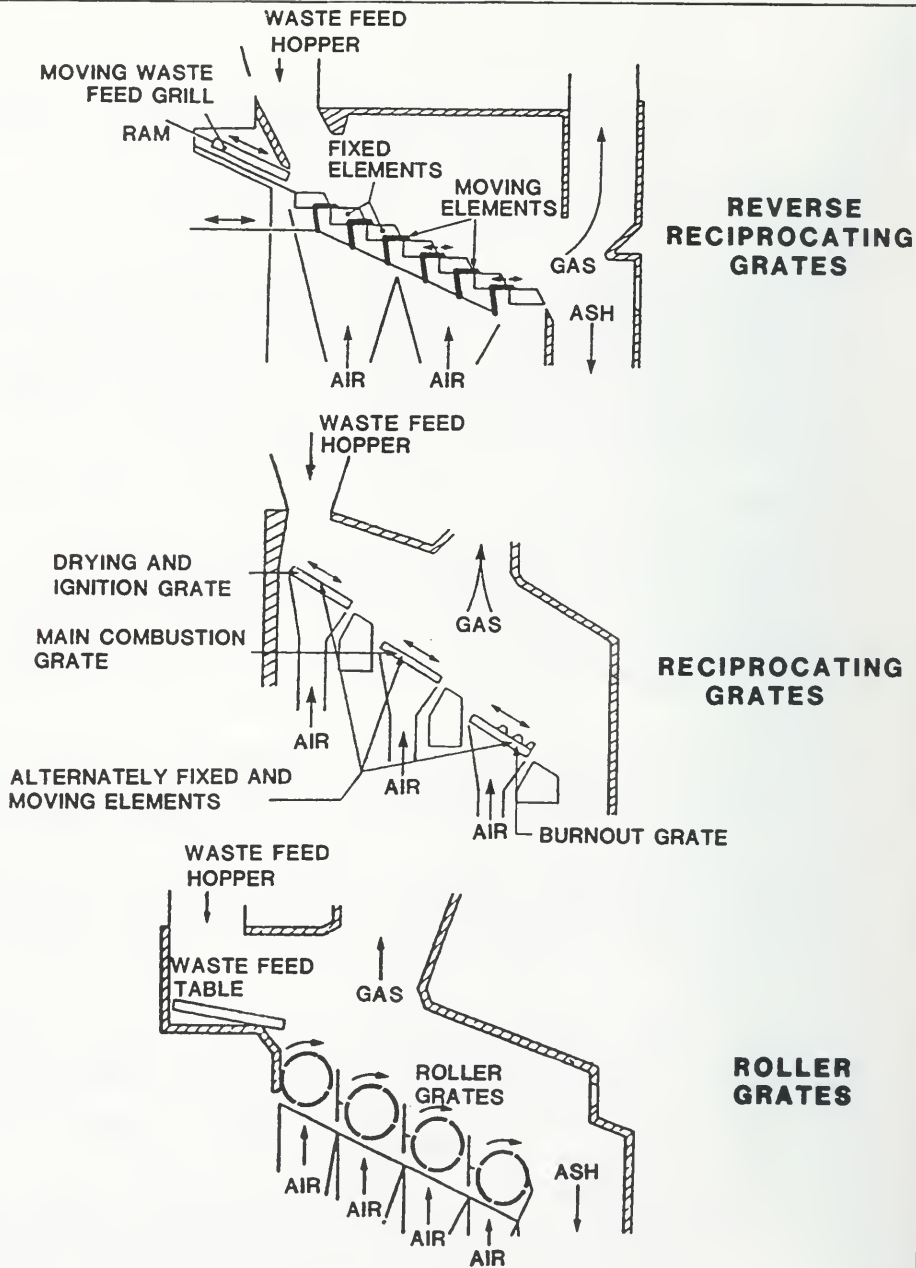 WASTE FEED
HOPPER
MOVING WASTE
FEED GRILL
RAM
FIXED
ELEMENTS
MOVING
ELEMENTS
GAS
ASH
AIR
AIR
REVERSE
RECIPROCATING
GRATES
WASTE FEED
HOPPER
DRYING AND
IGNITION GRATE
MAIN COMBUSTION
GRATE
GAS
AIR
AIR
ALTERNATELY FIXED AND
MOVING ELEMENTS
AIR
BURNOUT GRATE
RECIPROCATING
GRATES
WASTE FEED
HOPPER
WASTE FEED
TABLE
GAS
ROLLER
GRATES
ASH
AIR
AIR
AIR
AIR
ROLLER
GRATES